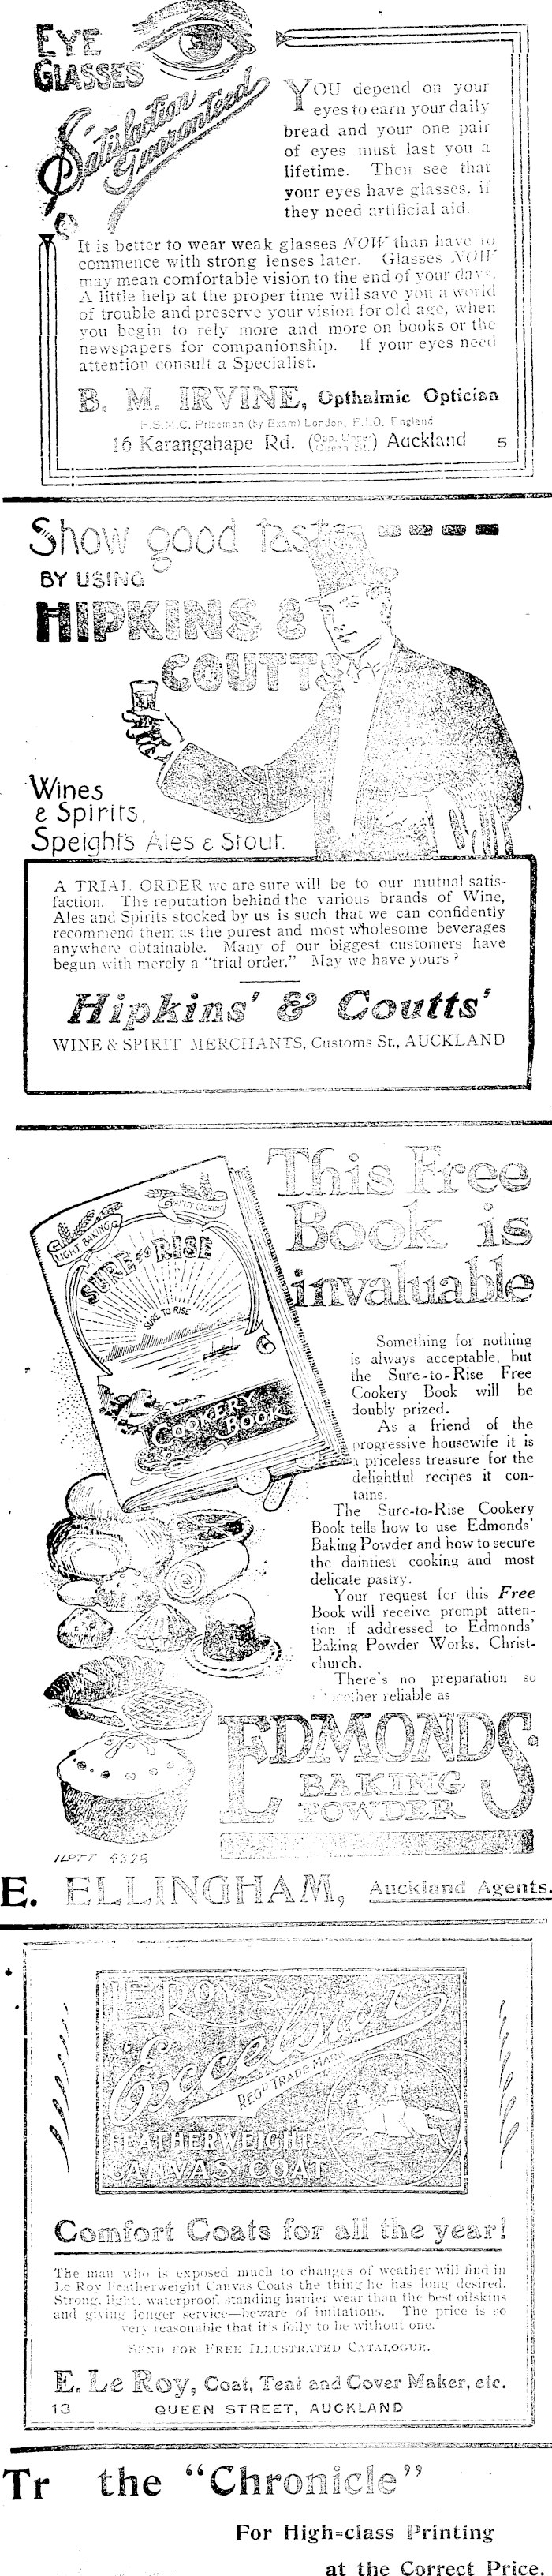 EYE
GLASSES
Satisfaction
Guaranteed
YOU depend on your
eyes to earn your daily
bread and your one pair
of eyes must last you a
lifetime. Then see that
your eyes have glasses, if
they need artificial aid.
It is better to wear weak glasses NOW than have to
commence with strong lenses later. Glasses NOW
may mean comfortable vision to the end of your days.
A little help at the proper time will save you a world
of trouble and preserve your vision for old age, when
you begin to rely more and more on books or the
newspapers for companionship. If your eyes need
attention consult a Specialist.
B. M. IRVINE, Opthalmic Optician
F.S.M.C. Prizeman (by Exam) London, F.I.O. England
16 Karangahape Rd. (Opp. Upper Queen St.) Auckland 5
Show good taste
BY USING
HIPKINS &
COUTTS
Wines
& Spirits,
Speights Ales & Stout.
A TRIAL ORDER we are sure will be to our mutual satis-
faction. The reputation behind the various brands of Wine,
Ales and Spirits stocked by us is such that we can confidently
recommend them as the purest and most wholesome beverages
anywhere obtainable. Many of our biggest customers have
begun with merely a "trial order." May we have yours?
Hipkins' & Coutts'
WINE & SPIRIT MERCHANTS, Customs St., AUCKLAND
This Free
Book is
invaluable
LIGHT BAKING
SURE TO RISE
SURE TO RISE
COOKERY
BOOK
Something for nothing
is always acceptable, but
the Sure-to-Rise Free
Cookery Book will be
doubly prized.
As a friend of the
progressive housewife it is
a priceless treasure for the
delightful recipes it con-
tains.
The Sure-to-Rise Cookery
Book tells how to use Edmonds'
Baking Powder and how to secure
the daintiest cooking and most
delicate pastry.
Your request for this Free
Book will receive prompt atten-
tion if addressed to Edmonds'
Baking Powder Works, Christ-
church.
There's no preparation so
reliable as
EDMONDS
BAKING
POWDER
ILOTT 4328
E. ELLINGHAM, Auckland Agents.
LE ROY'S
Excelsior
REGD TRADE MARK
FEATHERWEIGHT
CANVAS COAT
Comfort Coats for all the year!
The man who is exposed much to changes of weather will find in
Le Roy Featherweight Canvas Coats the thing he has long desired.
Strong, light, waterproof, standing harder wear than the best oilskins
and giving longer service—beware of imitations. The price is so
very reasonable that it's folly to be without one.
SEND FOR FREE ILLUSTRATED CATALOGUE.
E. Le Roy, Coat, Tent and Cover Maker, etc.
13 QUEEN STREET, AUCKLAND
Tr the "Chronicle"
For High=class Printing
at the Correct Price.